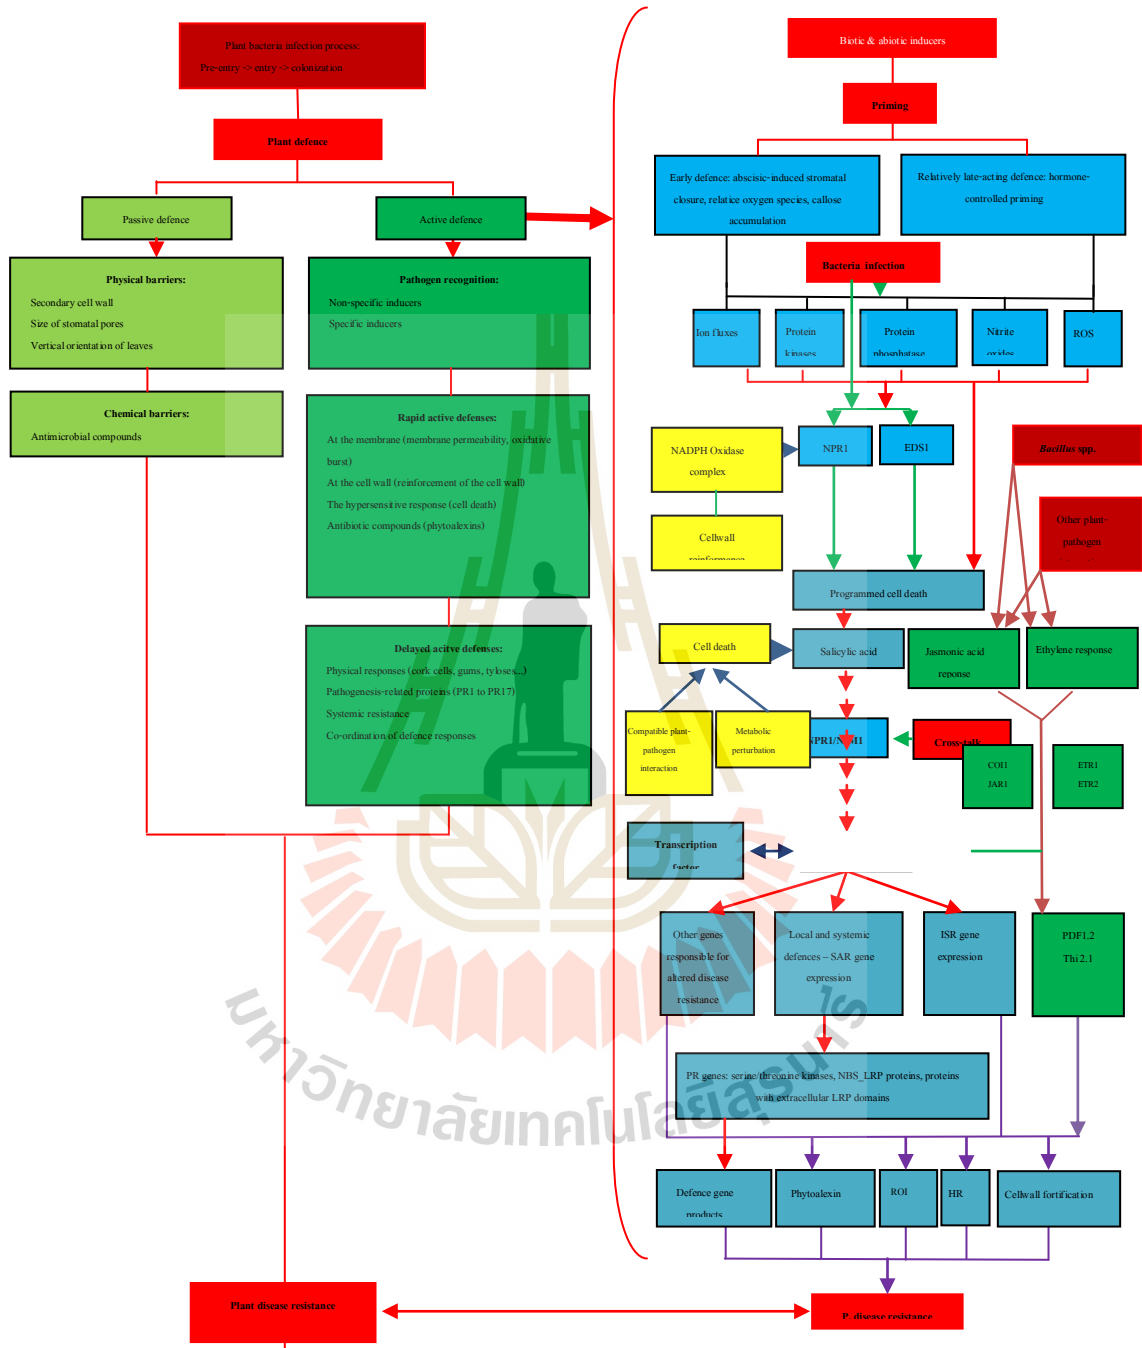 Plant bacteria infection process:
Pre-entry -> entry -> colonization
Plant defence
Passive defence
Active defence
Physical barriers:
Secondary cell wall
Size of stomatal pores
Vertical orientation of leaves
Chemical barriers:
Antimicrobial compounds
Pathogen recognition:
Non-specific inducers
Specific inducers
Rapid active defenses:
At the membrane (membrane permeability, oxidative
burst)
At the cell wall (reinforcement of the cell wall)
The hypersensitive response (cell death)
Antibiotic compounds (phytoalexins)
Delayed acitve defenses:
Physical responses (cork cells, gums, tyloses...)
Pathogenesis-related proteins (PR1 to PR17)
Systemic resistance
Co-ordination of defence responses
Plant disease resistance
Biotic & abiotic inducers
Priming
Early defence: abscisic-induced stromatal
closure, relatice oxygen species, callose
accumulation
Relatively late-acting defence: hormone-
controlled priming
Bacteria Infection
Ion fluxes
Protein
kinases
Protein
phosphatase
Nitrite
oxides
ROS
NADPH Oxidase
complex
NPR1
EDS1
Bacillus spp.
Cellwall
Other plant-
pathogen
Programmed cell death
Cell death
Salicylic acid
Jasmonic acid
reponse
Ethylene response
Compatible plant-
pathogen
interaction
Metabolic
perturbation
Cross-talk
COI1
JAR1
ETR1
ETR2
Transcription
factor
Other genes
responsible for
altered disease
resistance
Local and systemic
defences – SAR gene
expression
ISR gene
expression
PDF1.2
Thi2.1
PR genes: serine/threonine kinases, NBS_LRP proteins, proteins
with extracellular LRP domains
Defence gene
products
Phytoalexin
ROI
HR
Cellwall fortification
P. disease resistance
มหาวิทยาลัยเทคโนโลยีสุรนารี